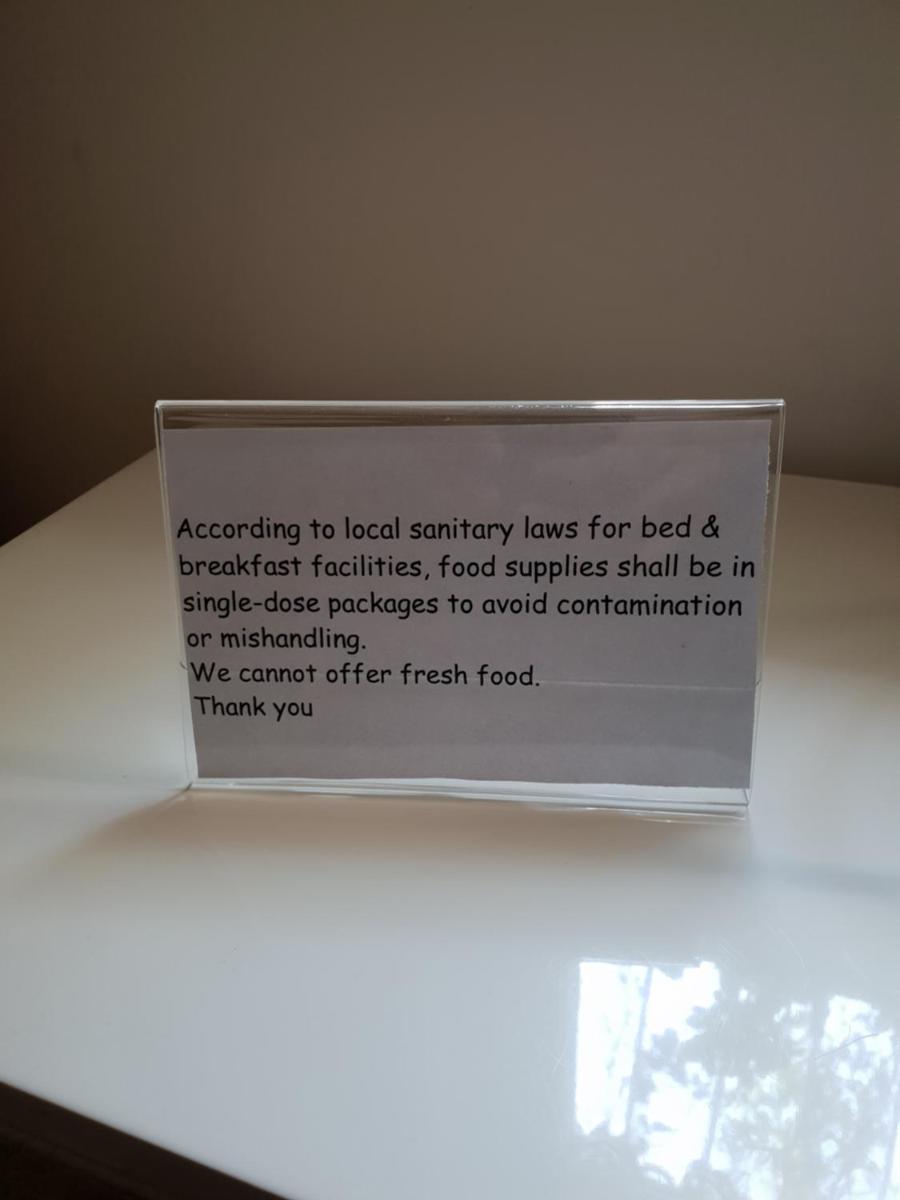 According to local sanitary laws for bed &
breakfast facilities, food supplies shall be in
single-dose packages to avoid contamination
or mishandling.
We cannot offer fresh food.
Thank you